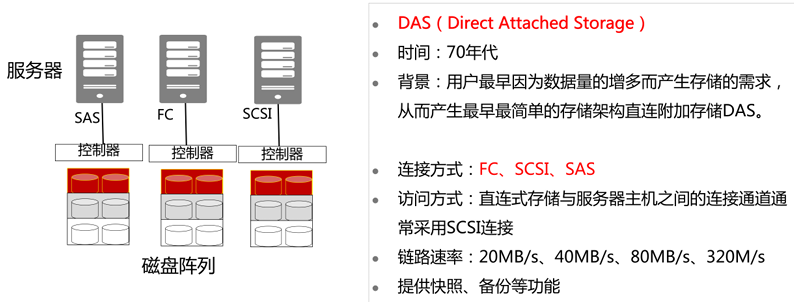 服务器
SAS
FC
SCSI
控制器
控制器
控制器
磁盘阵列
DAS（Direct Attached Storage）
时间：70年代
背景：用户最早因为数据量的增多而产生存储的需求，
从而产生最早最简单的存储架构直连附加存储DAS。
连接方式：FC、SCSI、SAS
访问方式：直连式存储与服务器主机之间的连接通道通
常采用SCSI连接
链路速率：20MB/s、40MB/s、80MB/s、320M/s
提供快照、备份等功能